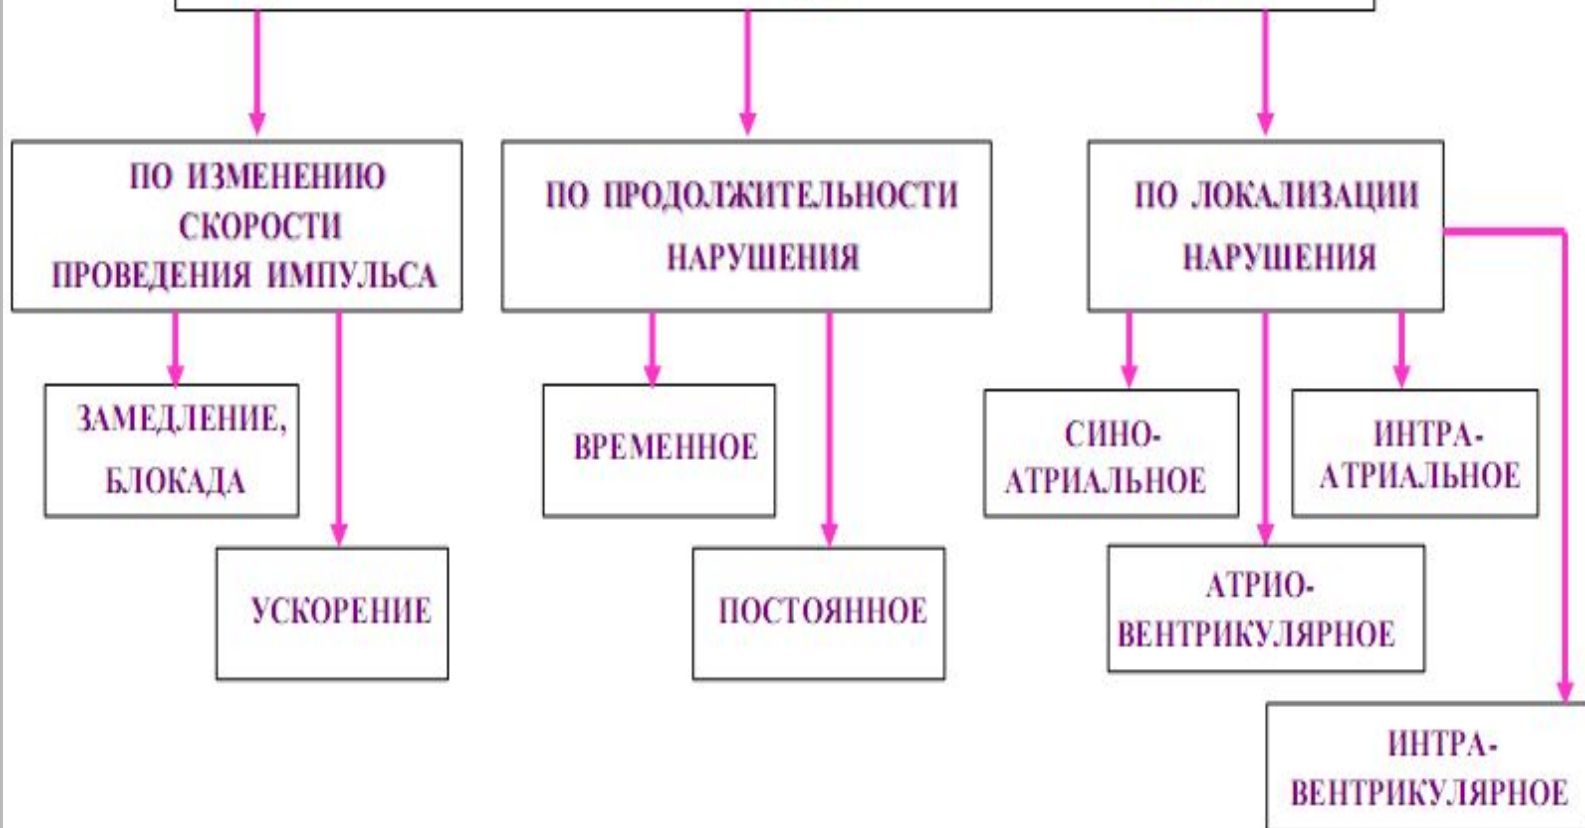 ПО ИЗМЕНЕНИЮ
СКОРОСТИ
ПРОВЕДЕНИЯ ИМПУЛЬСА
ПО ПРОДОЛЖИТЕЛЬНОСТИ
НАРУШЕНИЯ
ПО ЛОКАЛИЗАЦИИ
НАРУШЕНИЯ
ЗАМЕДЛЕНИЕ,
БЛОКАДА
УСКОРЕНИЕ
ВРЕМЕННОЕ
ПОСТОЯННОЕ
СИНО-
АТРИАЛЬНОЕ
ИНТРА-
АТРИАЛЬНОЕ
АТРИО-
ВЕНТРИКУЛЯРНОЕ
ИНТРА-
ВЕНТРИКУЛЯРНОЕ